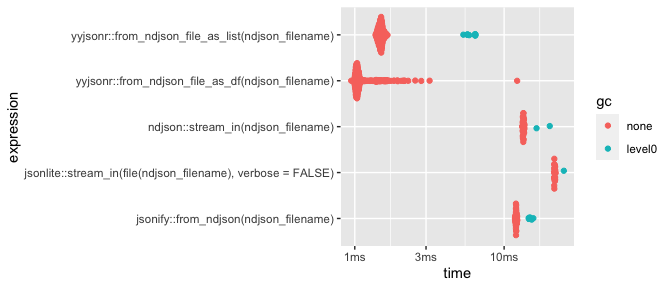 expression
yyjsonr::from_ndjson_file_as_list(ndjson_filename)
yyjsonr::from_ndjson_file_as_df(ndjson_filename)
ndjson::stream_in(ndjson_filename)
jsonlite::stream_in(file(ndjson_filename), verbose = FALSE)
jsonify::from_ndjson(ndjson_filename)
1ms 3ms 10ms
time
gc
none
level0